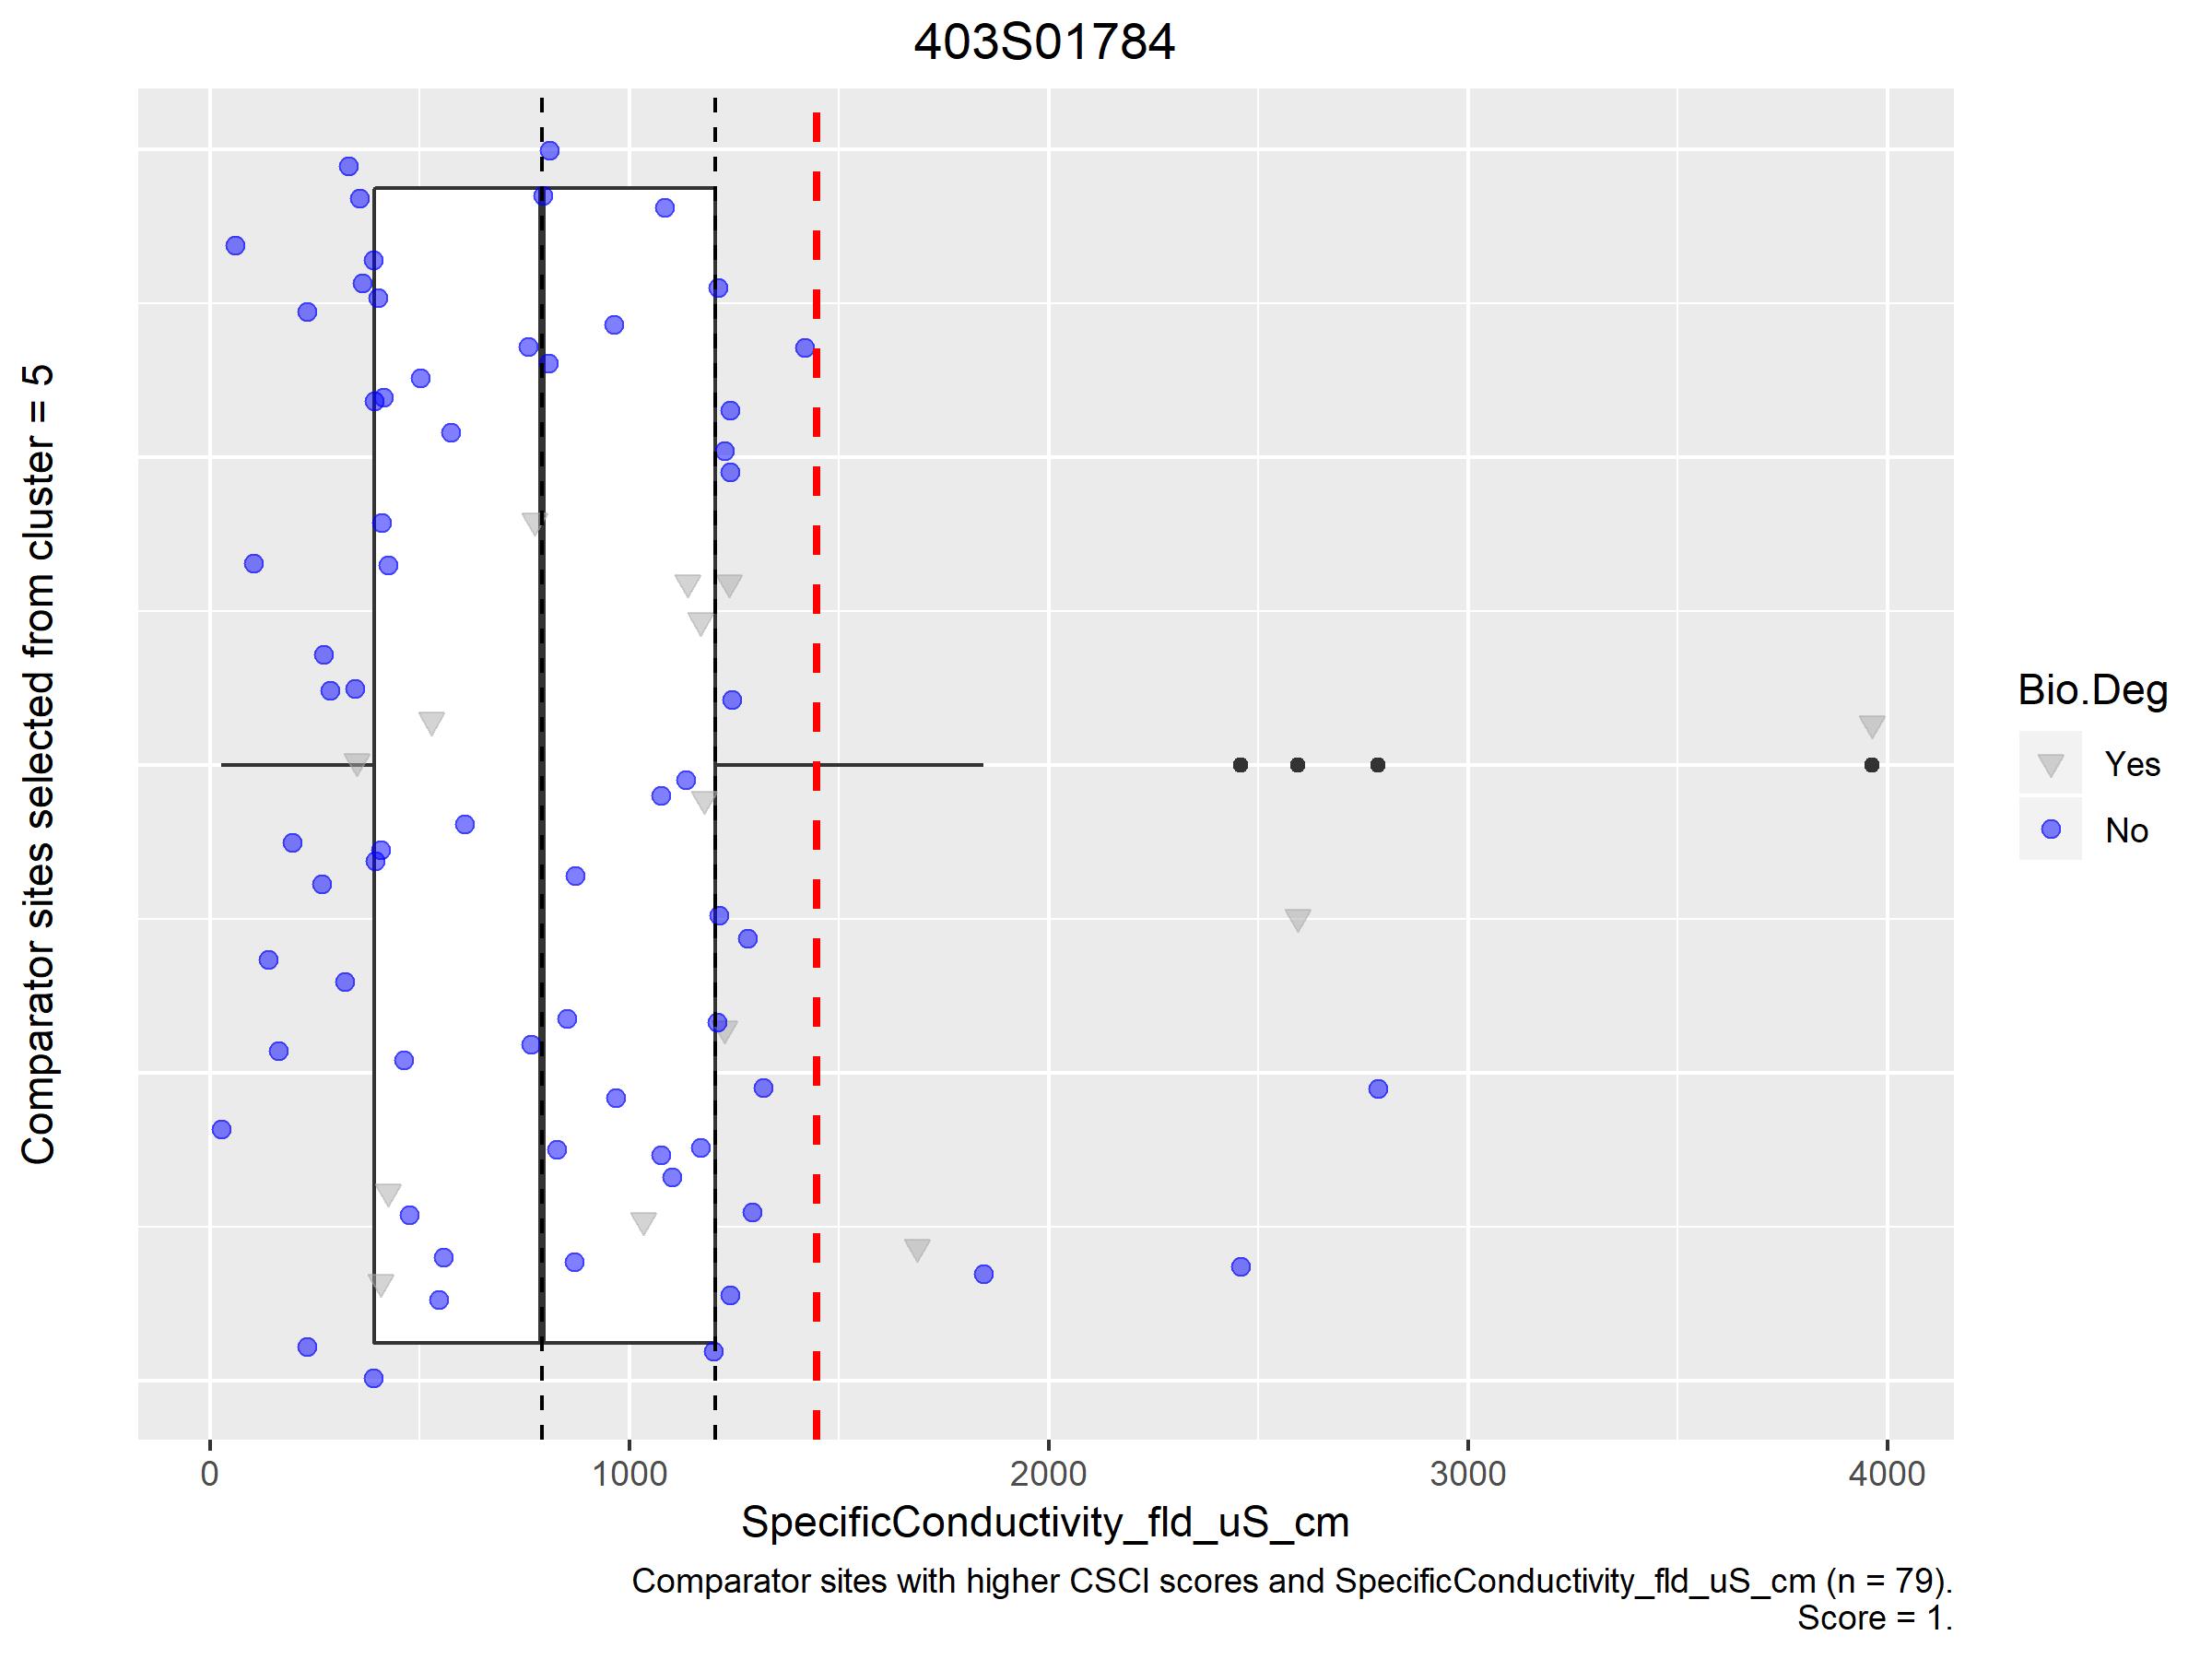 403S01784
Comparator sites selected from cluster = 5
Bio.Deg
Yes
No
0 1000 2000 3000 4000
SpecificConductivity_fld_uS_cm
Comparator sites with higher CSCI scores and SpecificConductivity_fld_uS_cm (n = 79).
Score = 1.